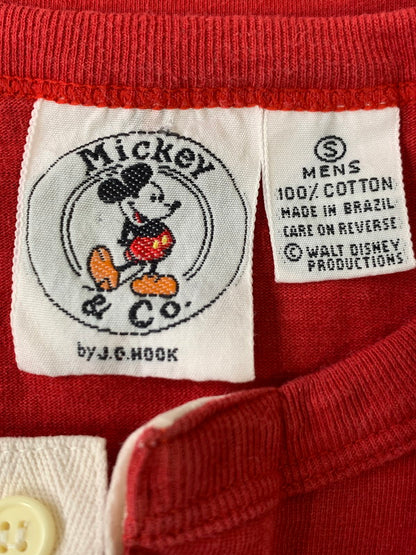 Mickey
& Co.
by J.G. HOOK
S
MENS
100% COTTON
MADE IN BRAZIL
CARE ON REVERSE
© WALT DISNEY
PRODUCTIONS